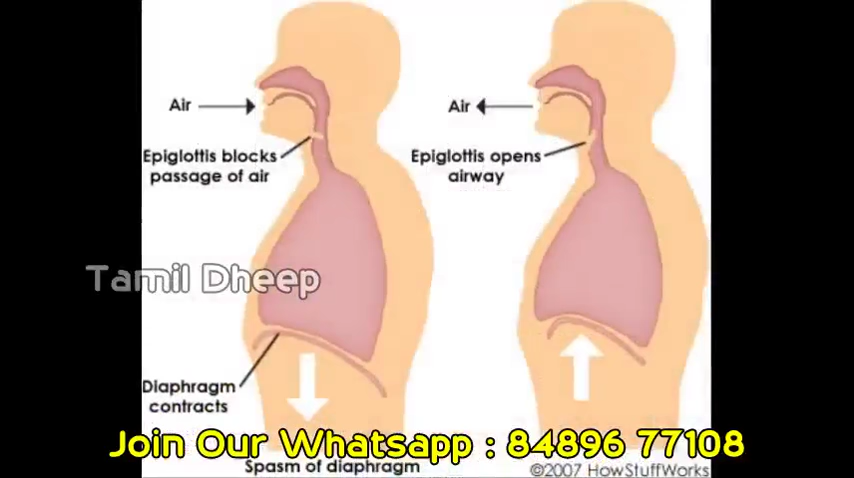 Air
Epiglottis blocks
passage of air
Air
Epiglottis opens
airway
Tamil Dheep
Diaphragm
contracts
Join Our Whatsapp : 84896 77108
Spasm of diaphragm
©2007 HowStuffWorks